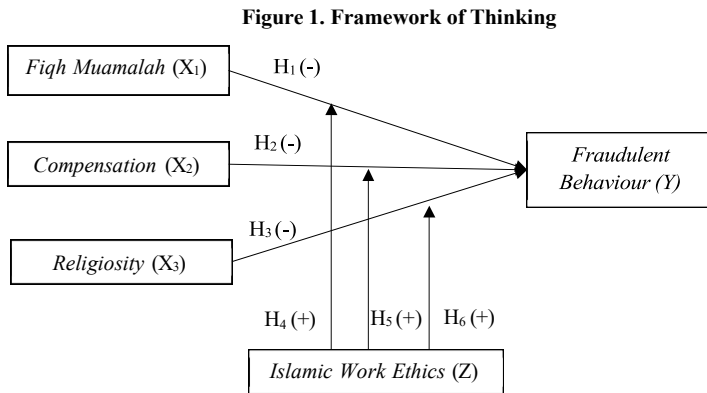 Figure 1. Framework of Thinking
Fiqh Muamalah (X₁)
H₁ (-)
H₂ (-)
Compensation (X₂)
Fraudulent
Behaviour (Y)
H₃ (-)
Religiosity (X₃)
H₄ (+)
H₅ (+)
H₆ (+)
Islamic Work Ethics (Z)